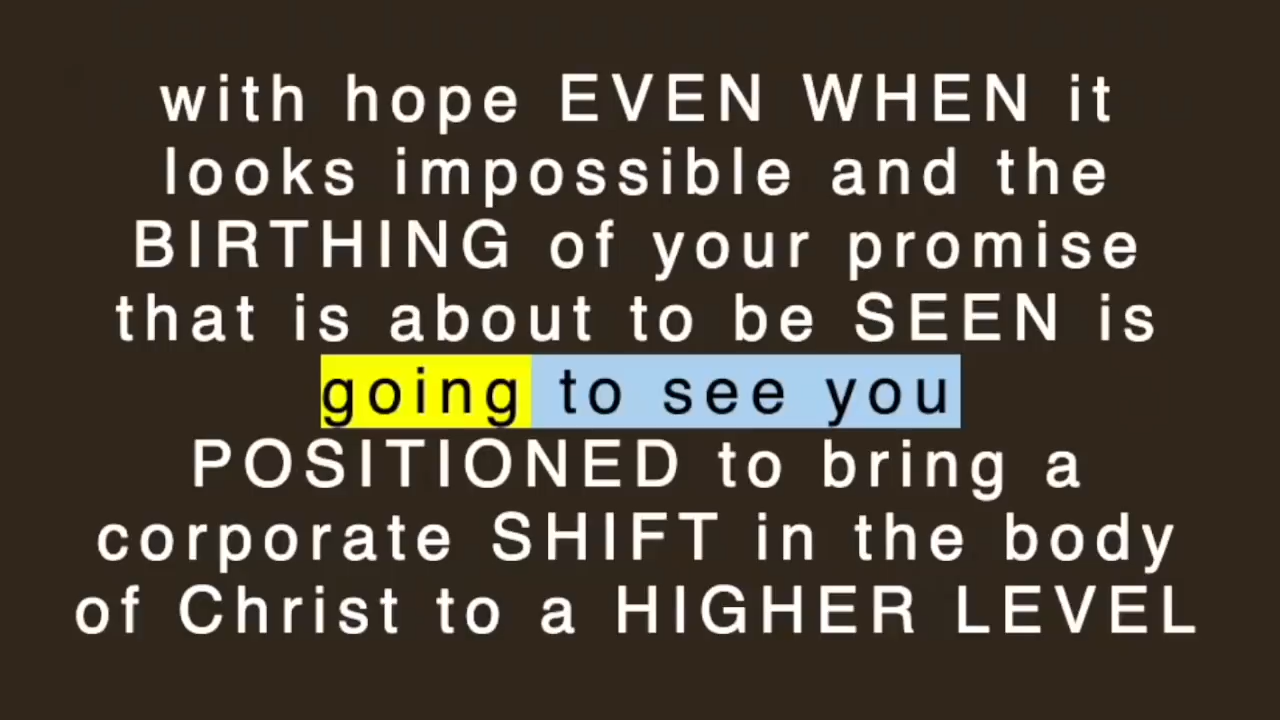 with hope EVEN WHEN it
looks impossible and the
BIRTHING of your promise
that is about to be SEEN is
going to see you
POSITIONED to bring a
corporate SHIFT in the body
of Christ to a HIGHER LEVEL